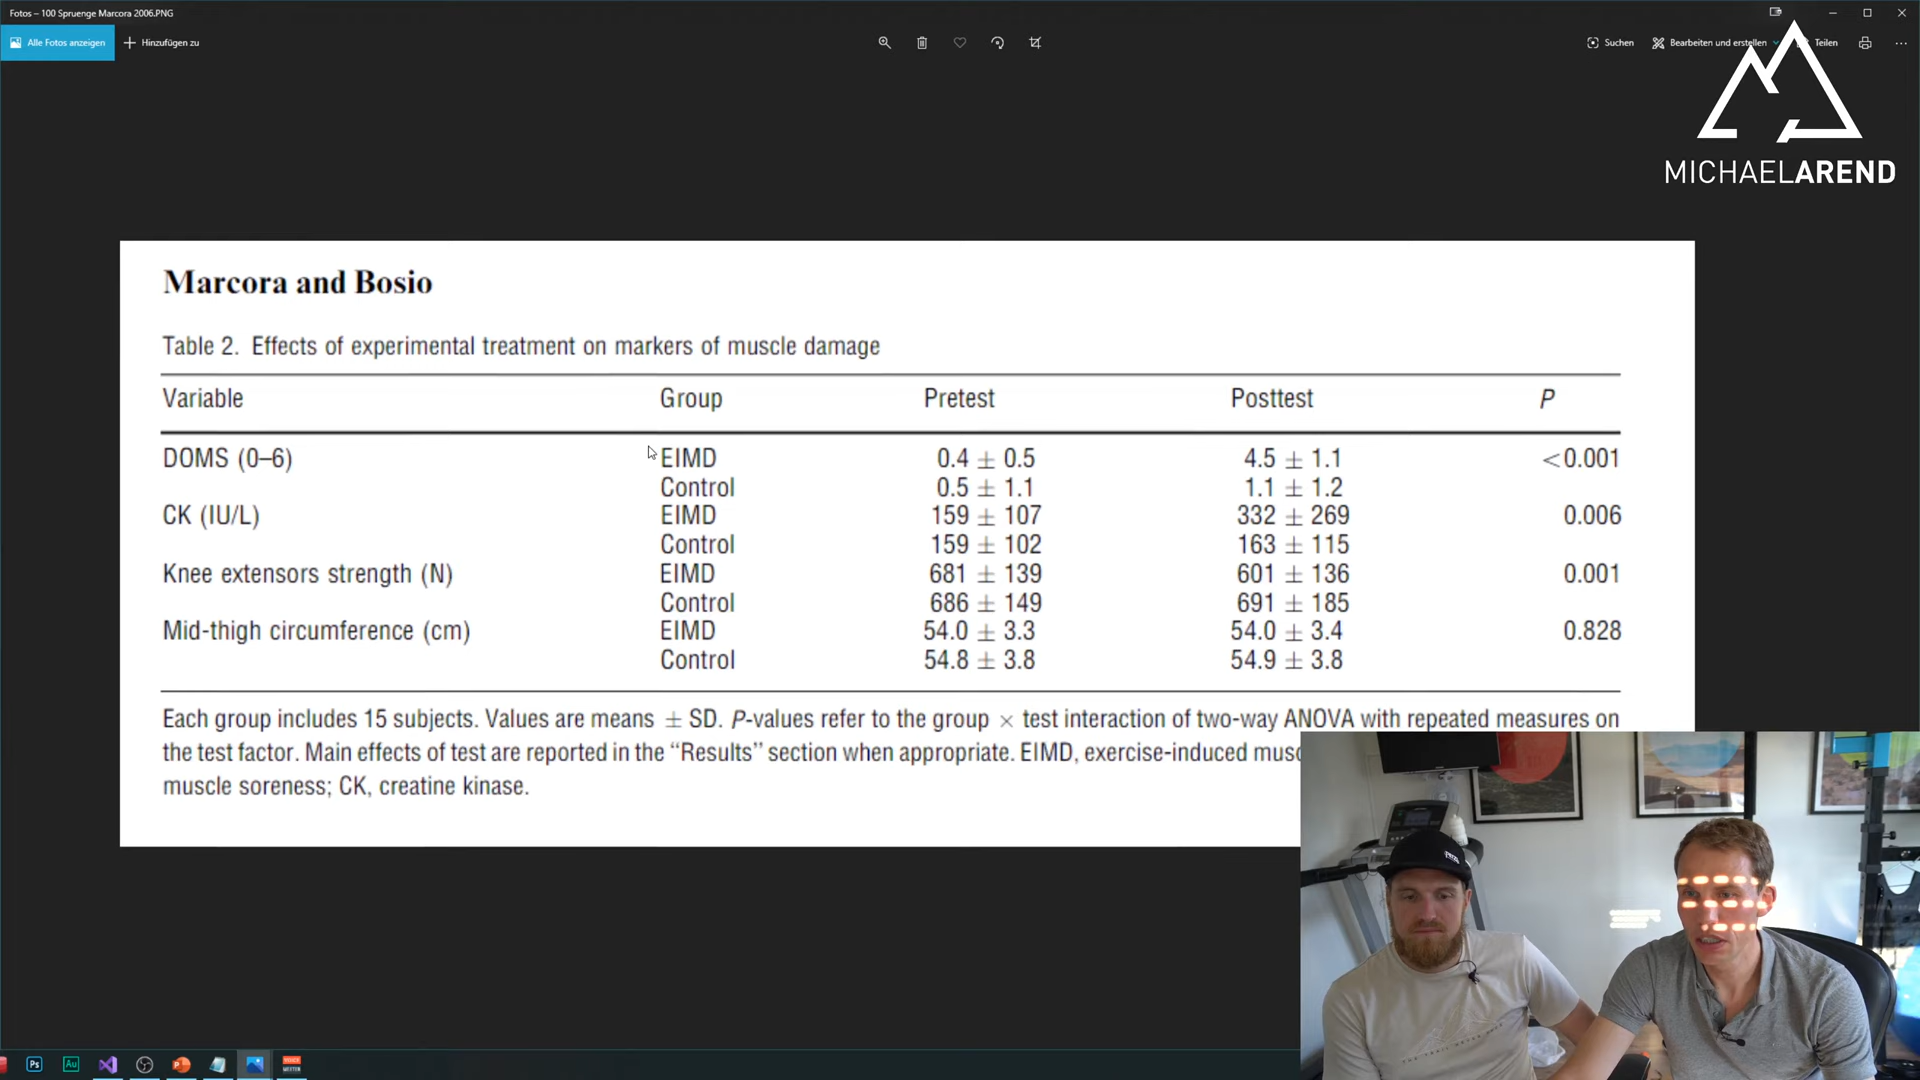 Fotos – 100 Spruenge Marcora 2006.PNG
Alle Fotos anzeigen
Hinzufügen zu
Suchen
Bearbeiten und erstellen
Teilen
MICHAELAREND
Marcora and Bosio
Table 2. Effects of experimental treatment on markers of muscle damage
Variable Group Pretest Posttest P
DOMS (0–6) EIMD 0.4 ± 0.5 4.5 ± 1.1 <0.001
Control 0.5 ± 1.1 1.1 ± 1.2
CK (IU/L) EIMD 159 ± 107 332 ± 269 0.006
Control 159 ± 102 163 ± 115
Knee extensors strength (N) EIMD 681 ± 139 601 ± 136 0.001
Control 686 ± 149 691 ± 185
Mid-thigh circumference (cm) EIMD 54.0 ± 3.3 54.0 ± 3.4 0.828
Control 54.8 ± 3.8 54.9 ± 3.8
Each group includes 15 subjects. Values are means ± SD. P-values refer to the group × test interaction of two-way ANOVA with repeated measures on
the test factor. Main effects of test are reported in the “Results” section when appropriate. EIMD, exercise-induced
muscle soreness; CK, creatine kinase.
Ps
Au